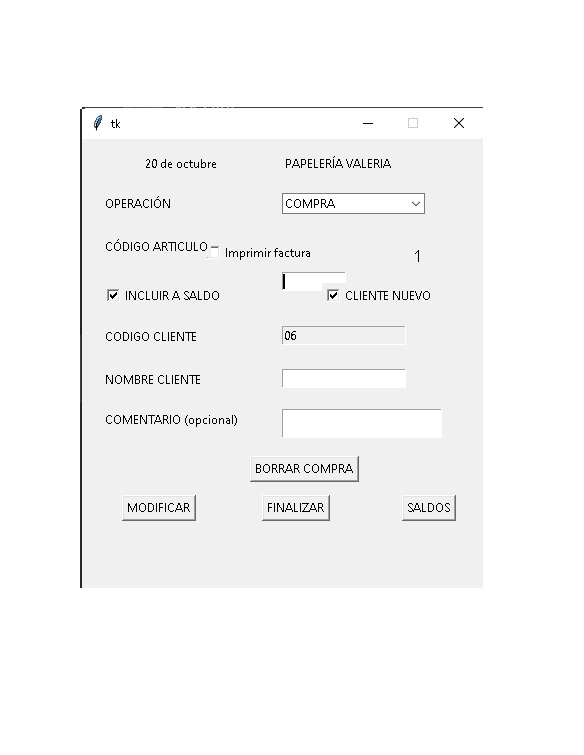 tk
20 de octubre PAPELERÍA VALERIA
OPERACIÓN COMPRA
CÓDIGO ARTICULO Imprimir factura 1
INCLUIR A SALDO CLIENTE NUEVO
CODIGO CLIENTE 06
NOMBRE CLIENTE
COMENTARIO (opcional)
BORRAR COMPRA
MODIFICAR FINALIZAR SALDOS